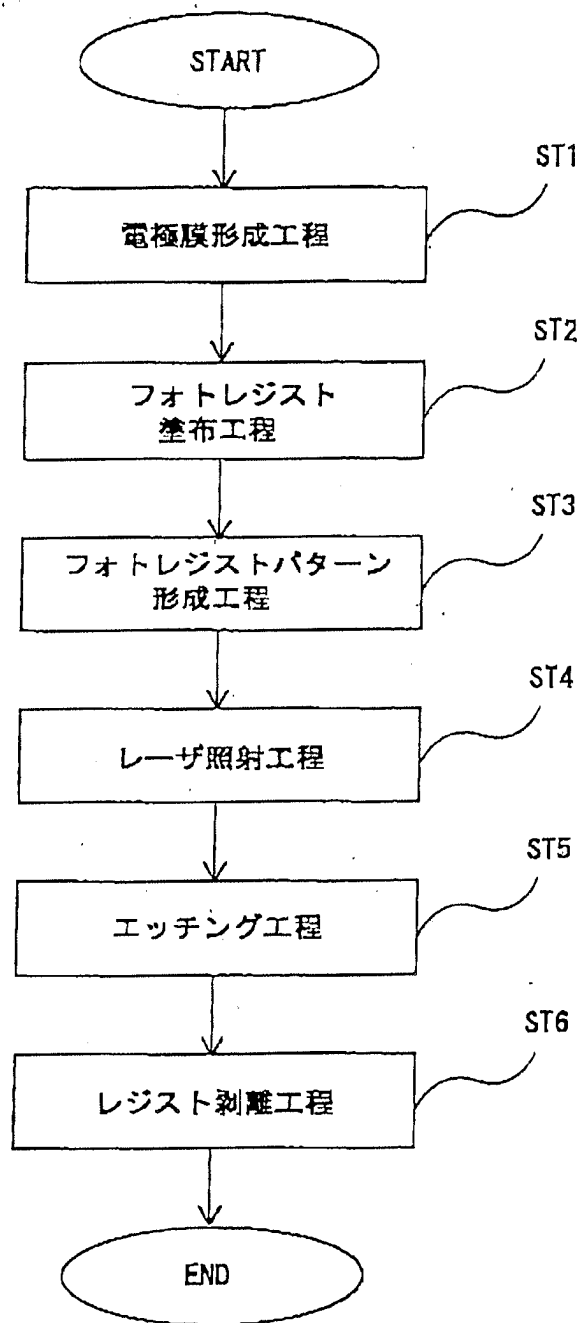 START
ST1
電極膜形成工程
ST2
フォトレジスト
塗布工程
ST3
フォトレジストパターン
形成工程
ST4
レーザ照射工程
ST5
エッチング工程
ST6
レジスト剥離工程
END